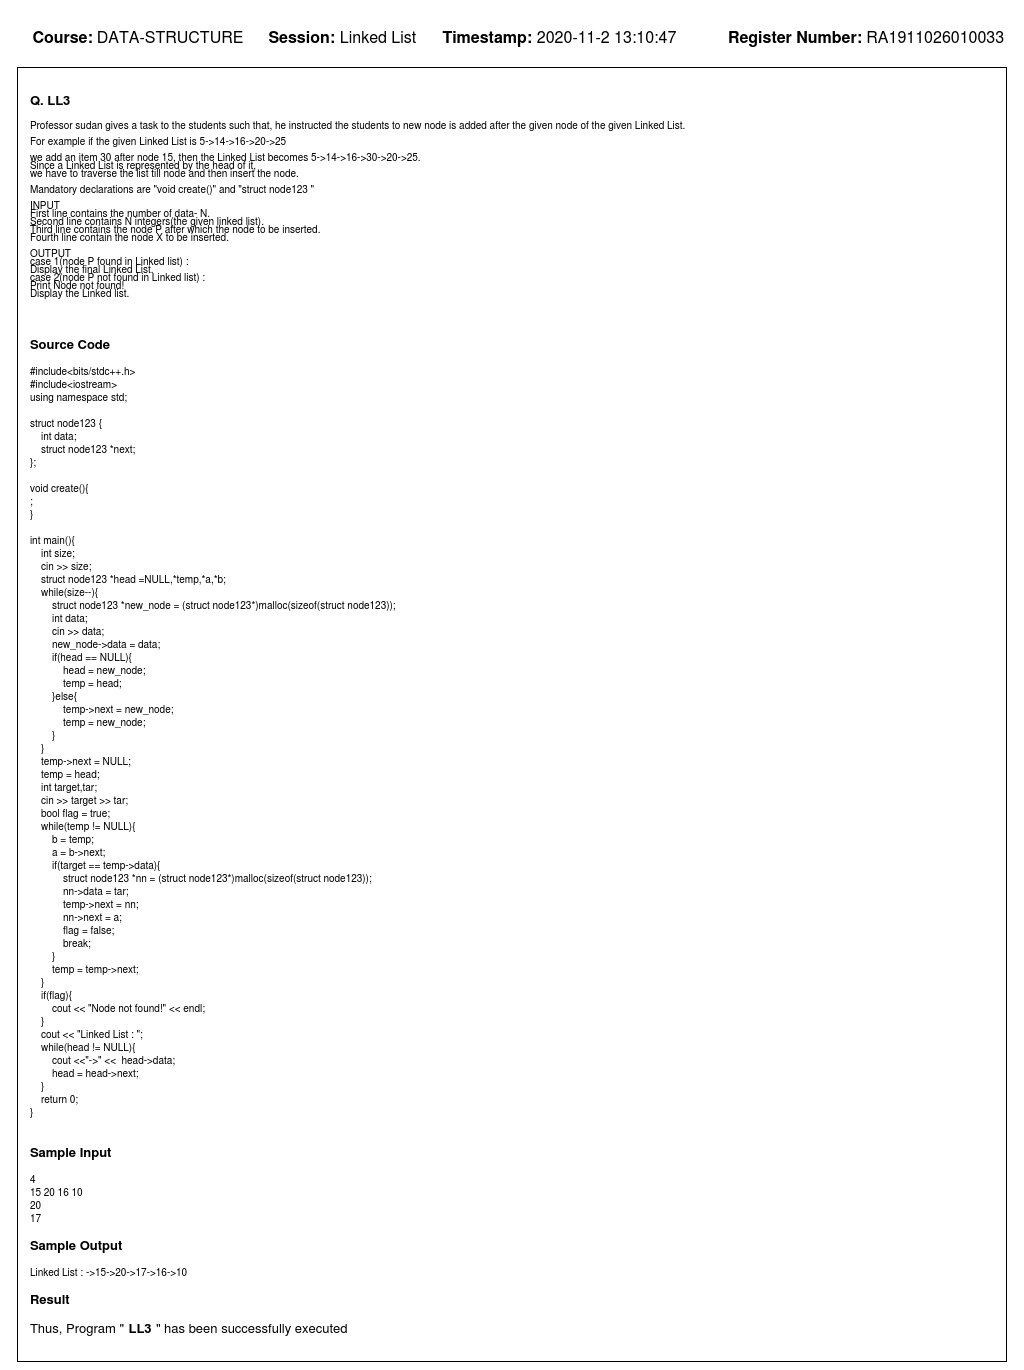 Course: DATA-STRUCTURE Session: Linked List Timestamp: 2020-11-2 13:10:47 Register Number: RA1911026010033
Q. LL3
Professor sudan gives a task to the students such that, he instructed the students to new node is added after the given node of the given Linked List.
For example if the given Linked List is 5->14->16->20->25
we add an item 30 after node 15, then the Linked List becomes 5->14->16->30->20->25.
Since a Linked List is represented by the head of it,
we have to traverse the list till node and then insert the node.
Mandatory declarations are "void create()" and "struct node123 "
INPUT
First line contains the number of data- N.
Second line contains N integers(the given linked list).
Third line contains the node P after which the node to be inserted.
Fourth line contain the node X to be inserted.
OUTPUT
case 1(node P found in Linked list) :
Display the final Linked List.
case 2(node P not found in Linked list) :
Print Node not found!
Display the Linked list.
Source Code
#include<bits/stdc++.h>
#include<iostream>
using namespace std;
struct node123 {
    int data;
    struct node123 *next;
};
void create(){
;
}
int main(){
    int size;
    cin >> size;
    struct node123 *head =NULL,*temp,*a,*b;
    while(size--){
        struct node123 *new_node = (struct node123*)malloc(sizeof(struct node123));
        int data;
        cin >> data;
        new_node->data = data;
        if(head == NULL){
            head = new_node;
            temp = head;
        }else{
            temp->next = new_node;
            temp = new_node;
        }
    }
    temp->next = NULL;
    temp = head;
    int target,tar;
    cin >> target >> tar;
    bool flag = true;
    while(temp != NULL){
        b = temp;
        a = b->next;
        if(target == temp->data){
            struct node123 *nn = (struct node123*)malloc(sizeof(struct node123));
            nn->data = tar;
            temp->next = nn;
            nn->next = a;
            flag = false;
            break;
        }
        temp = temp->next;
    }
    if(flag){
        cout << "Node not found!" << endl;
    }
    cout << "Linked List : ";
    while(head != NULL){
        cout <<"->" <<  head->data;
        head = head->next;
    }
    return 0;
}
Sample Input
4
15 20 16 10
20
17
Sample Output
Linked List : ->15->20->17->16->10
Result
Thus, Program " LL3 " has been successfully executed